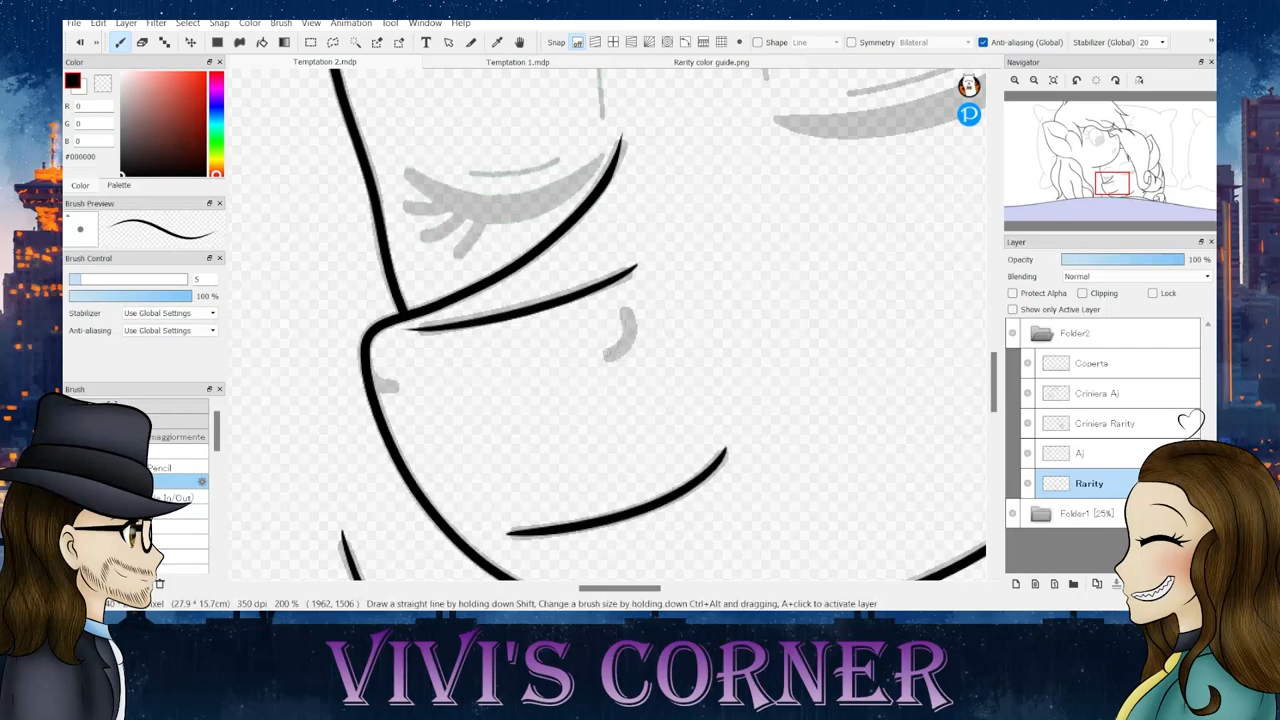 File Edit Layer Filter Select Snap Color Brush View Animation Tool Window Help
Snap off Shape Line Symmetry Bilateral Anti-aliasing (Global) Stabilizer (Global) 20
Color
Temptation 2.mdp Temptation 1.mdp Rarity color guide.png
Navigator
R 0
G 0
B 0
#000000
Color Palette
Brush Preview
Brush Control
5
100 %
Stabilizer Use Global Settings
Anti-aliasing Use Global Settings
Brush
maggiormente
Pencil
In/Out)
Layer
Opacity 100 %
Blending Normal
Protect Alpha Clipping Lock
Show only Active Layer
Folder2
Coperta
Criniera Aj
Criniera Rarity
Aj
Rarity
Folder1 [25%]
(27.9 * 15.7cm) 350 dpi 200 % (1962, 1506) Draw a straight line by holding down Shift, Change a brush size by holding down Ctrl+Alt and dragging, A+click to activate layer
VIVI'S CORNER